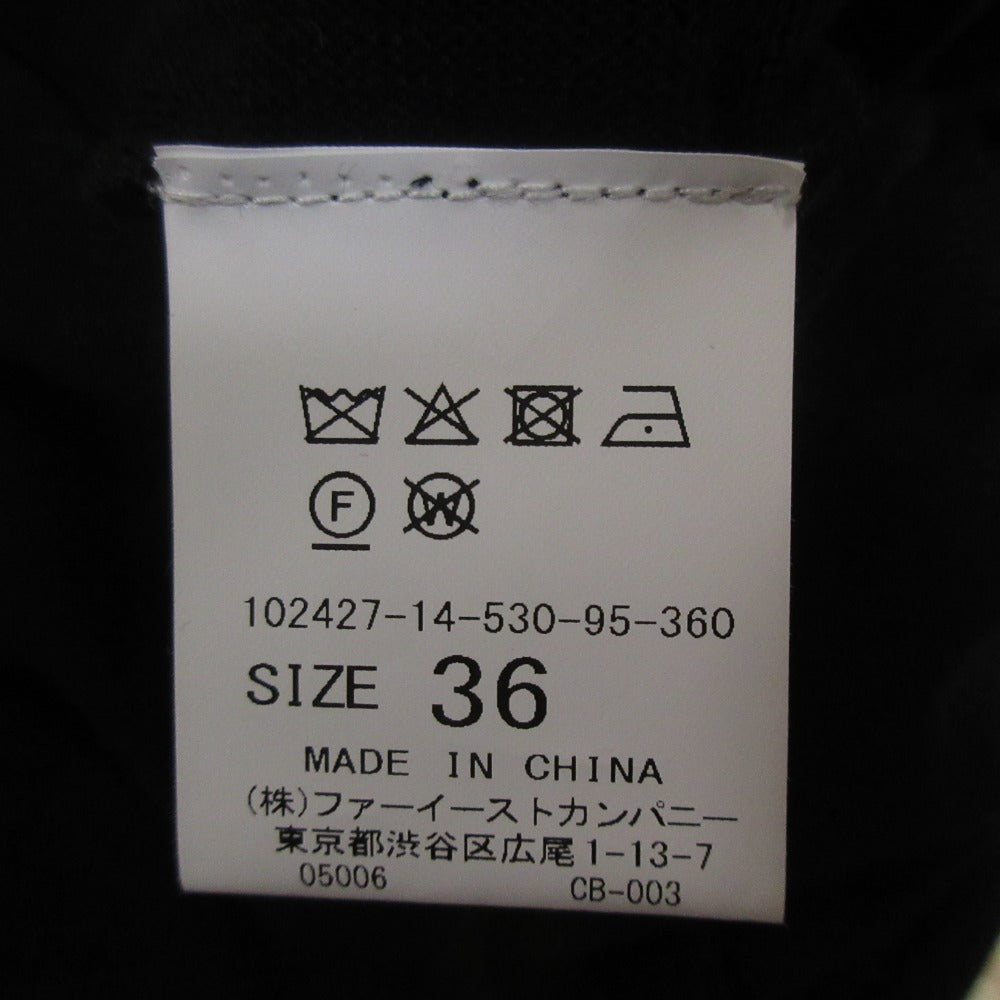 F W
102427-14-530-95-360
SIZE 36
MADE IN CHINA
(株)ファーイーストカンパニー
東京都渋谷区広尾1-13-7
05006 CB-003